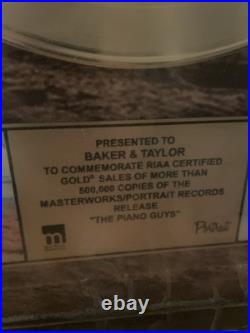 PRESENTED TO
BAKER & TAYLOR
TO COMMEMORATE RIAA CERTIFIED
GOLD® SALES OF MORE THAN
500,000 COPIES OF THE
MASTERWORKS/PORTRAIT RECORDS
RELEASE
"THE PIANO GUYS"
Portrait